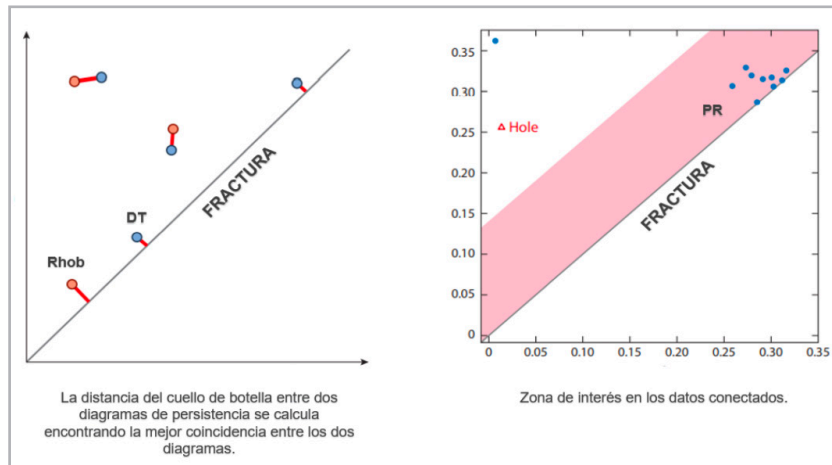 FRACTURA
DT
Rhob
La distancia del cuello de botella entre dos
diagramas de persistencia se calcula
encontrando la mejor coincidencia entre los dos
diagramas.
0.35
0.30
0.25
0.20
0.15
0.10
0.05
0
Hole
PR
FRACTURA
0
0.05
0.10
0.15
0.20
0.25
0.30
0.35
Zona de interés en los datos conectados.